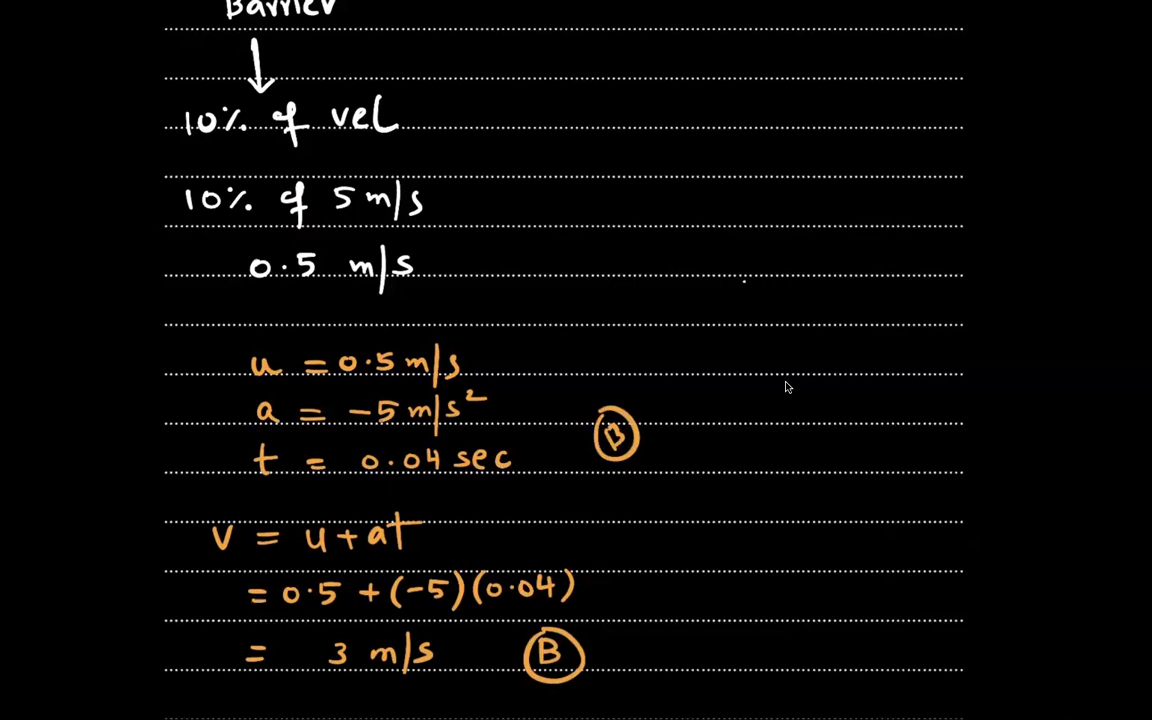 Barrier
↓
10% of vel
10% of 5 m/s
0.5 m/s
u = 0.5 m/s
a = -5 m/s²
t = 0.04 sec B
v = u + at
= 0.5 + (-5)(0.04)
= 3 m/s B